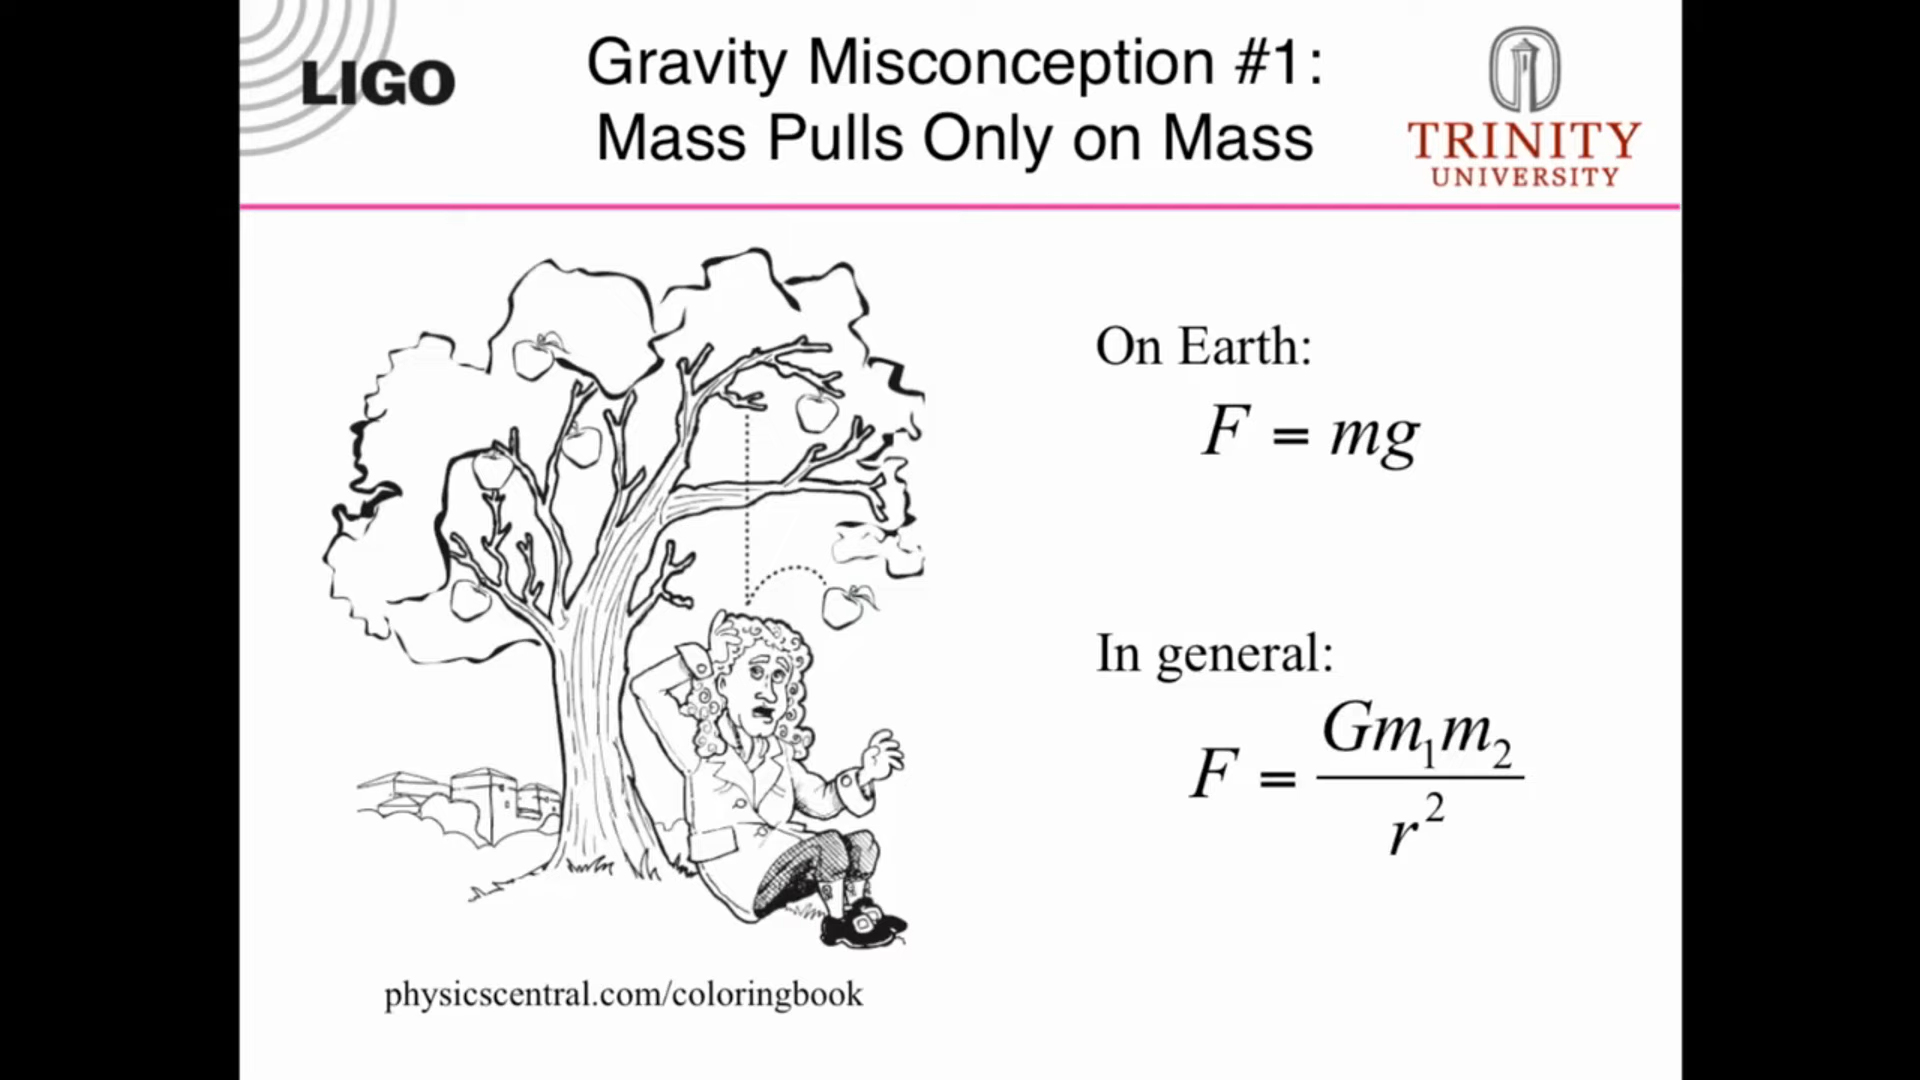 LIGO
Gravity Misconception #1:
Mass Pulls Only on Mass
TRINITY
UNIVERSITY
On Earth:
F = mg
In general:
F = Gm₁m₂ / r²
physicscentral.com/coloringbook